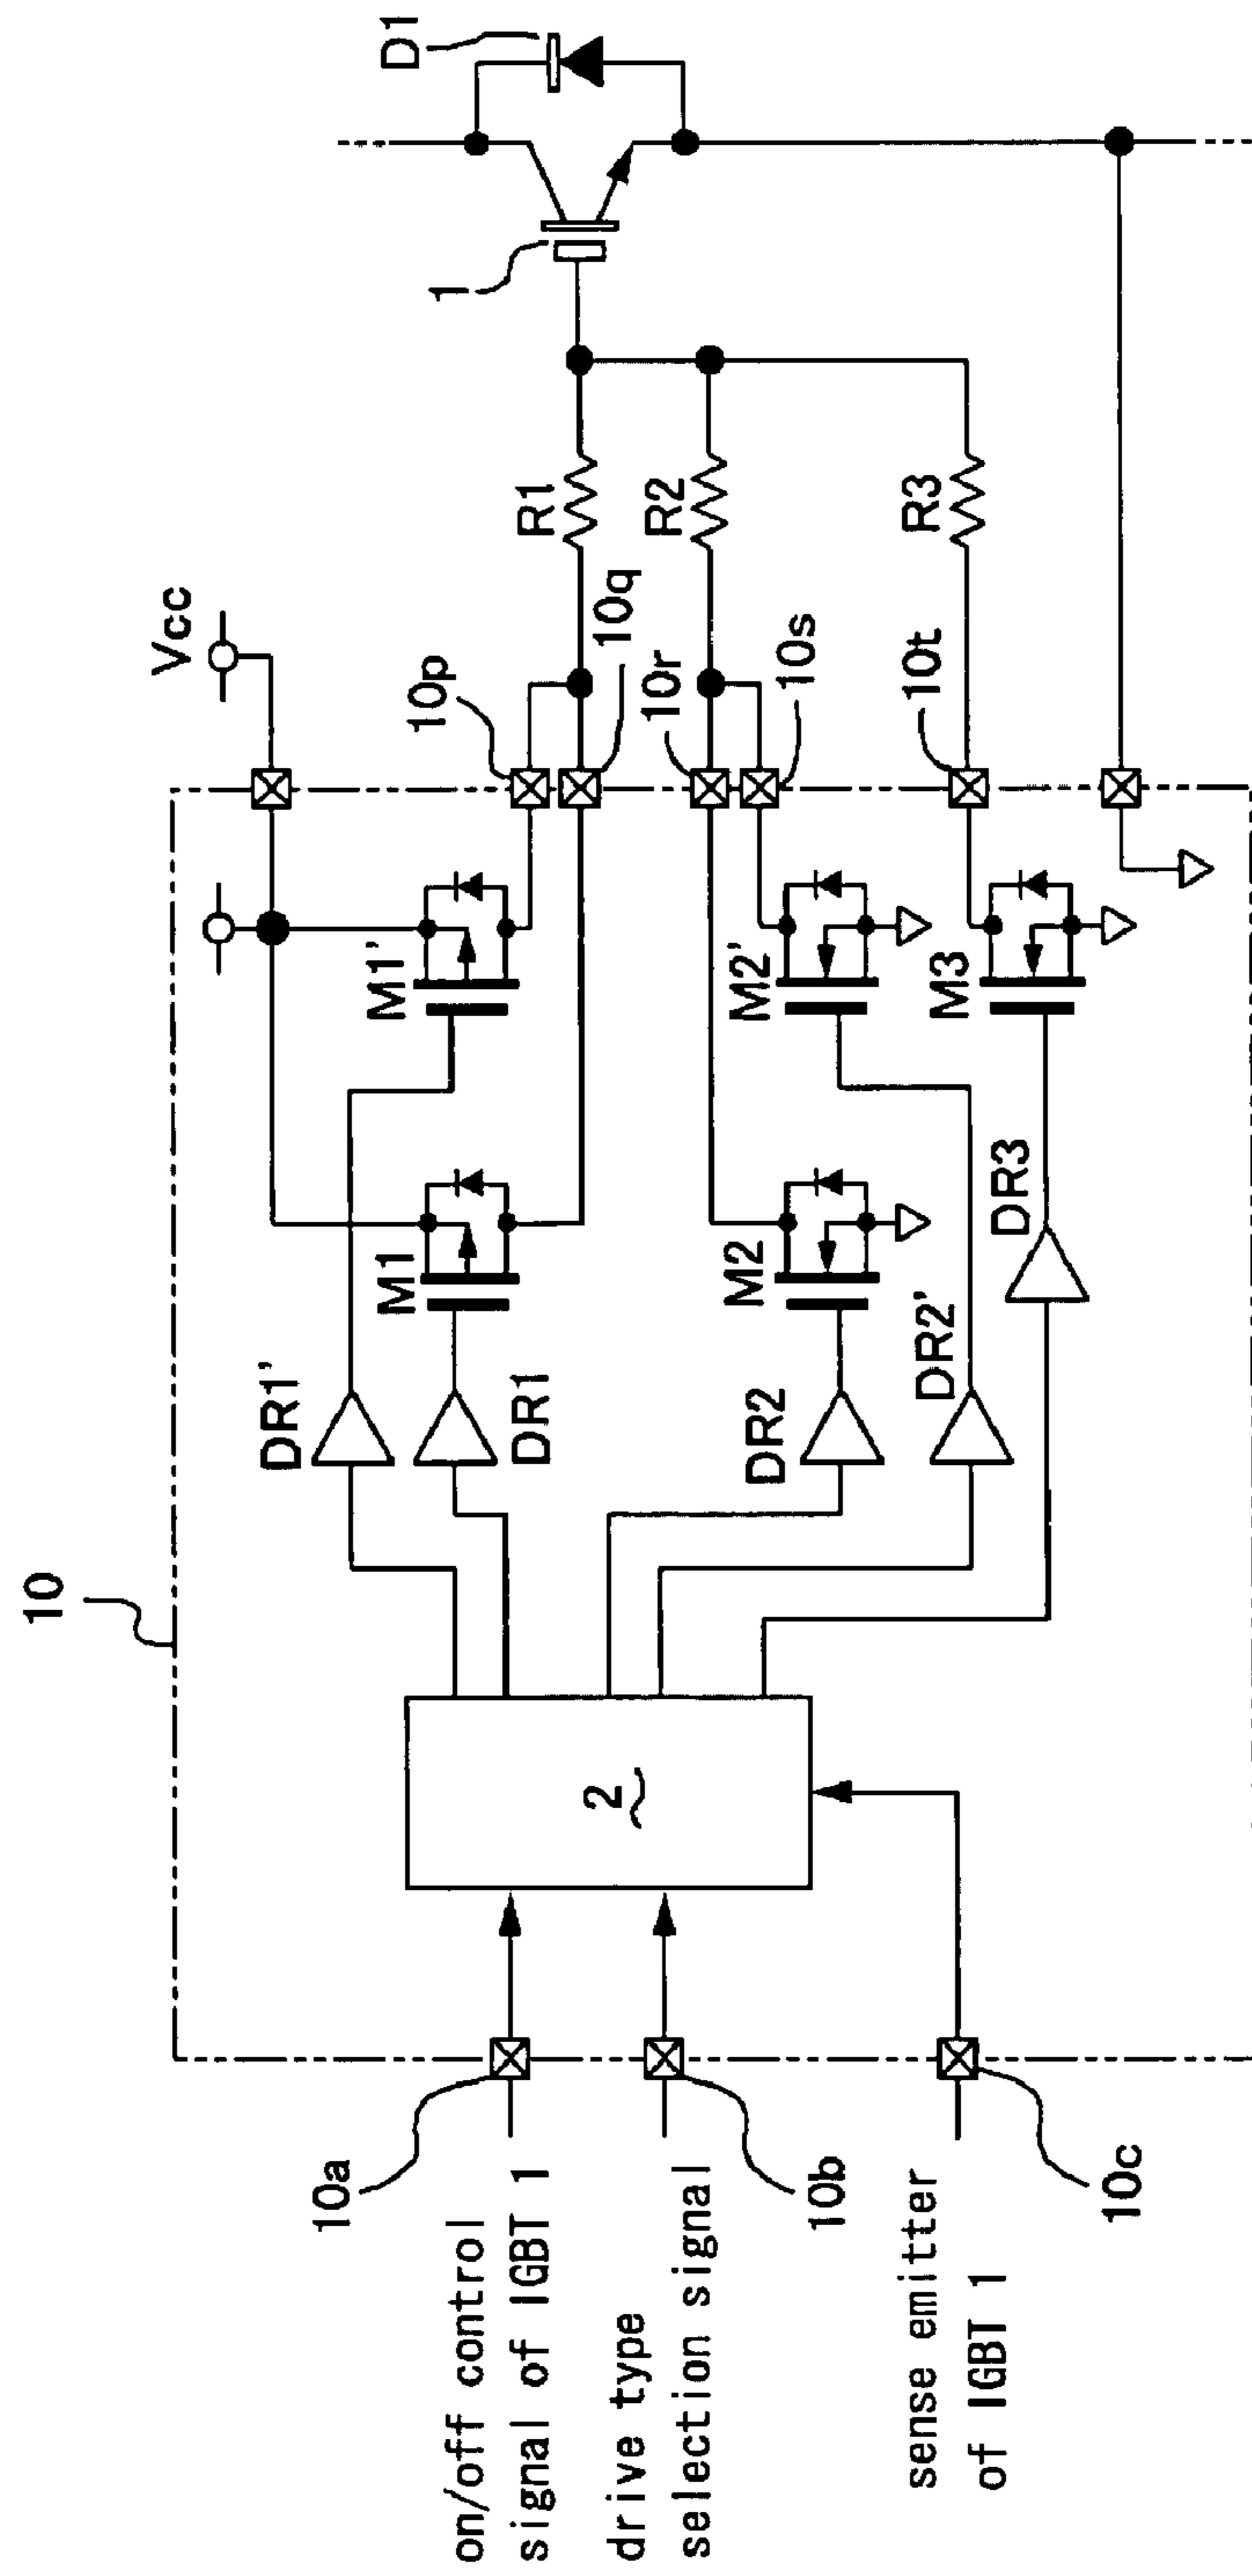 10
Vcc
D1
1
DR1'
M1'
10p
R1
M1
DR1
10q
10a
on/off control
signal of IGBT 1
2
10r
R2
drive type
selection signal
DR2
M2
M2'
10s
10b
DR2'
M3
10t
R3
sense emitter
of IGBT 1
DR3
10c